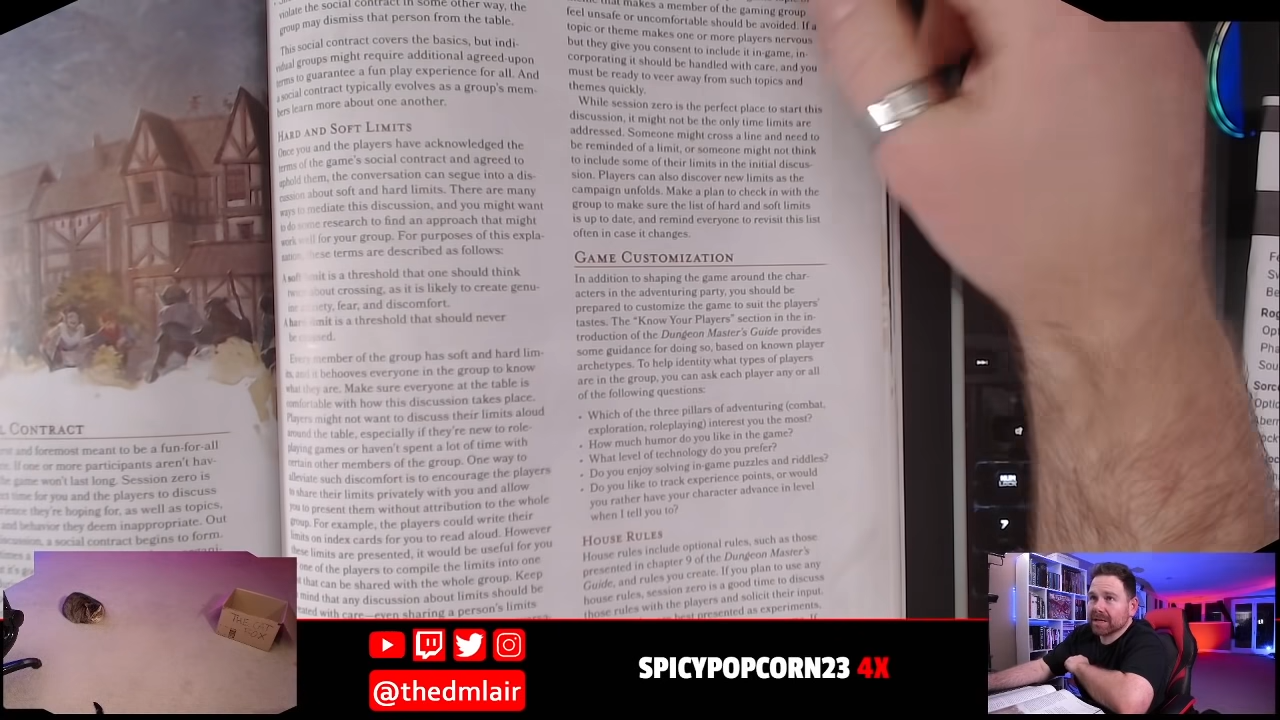 violate the social contract in some other way, the
group may dismiss that person from the table.
This social contract covers the basics, but indi-
vidual groups might require additional agreed-upon
terms to guarantee a fun play experience for all. And
a social contract typically evolves as a group's mem-
bers learn more about one another.
HARD AND SOFT LIMITS
Once you and the players have acknowledged the
terms of the game's social contract and agreed to
uphold them, the conversation can segue into a dis-
cussion about soft and hard limits. There are many
ways to mediate this discussion, and you might want
to do some research to find an approach that might
work well for your group. For purposes of this expla-
nation, these terms are described as follows:
A soft limit is a threshold that one should think
twice about crossing, as it is likely to create genu-
ine anxiety, fear, and discomfort.
A hard limit is a threshold that should never
be crossed.
Every member of the group has soft and hard lim-
its, and it behooves everyone in the group to know
what they are. Make sure everyone at the table is
comfortable with how this discussion takes place.
Players might not want to discuss their limits aloud
around the table, especially if they're new to role-
playing games or haven't spent a lot of time with
certain other members of the group. One way to
alleviate such discomfort is to encourage the players
to share their limits privately with you and allow
you to present them without attribution to the whole
group. For example, the players could write their
limits on index cards for you to read aloud. However
these limits are presented, it would be useful for you
one of the players to compile the limits into one
that can be shared with the whole group. Keep
mind that any discussion about limits should be
with care—even sharing a person's limits
that makes a member of the gaming group
feel unsafe or uncomfortable should be avoided. If a
topic or theme makes one or more players nervous
but they give you consent to include it in-game, in-
corporating it should be handled with care, and you
must be ready to veer away from such topics and
themes quickly.
While session zero is the perfect place to start this
discussion, it might not be the only time limits are
addressed. Someone might cross a line and need to
be reminded of a limit, or someone might not think
to include some of their limits in the initial discus-
sion. Players can also discover new limits as the
campaign unfolds. Make a plan to check in with the
group to make sure the list of hard and soft limits
is up to date, and remind everyone to revisit this list
often in case it changes.
GAME CUSTOMIZATION
In addition to shaping the game around the char-
acters in the adventuring party, you should be
prepared to customize the game to suit the players'
tastes. The "Know Your Players" section in the in-
troduction of the Dungeon Master's Guide provides
some guidance for doing so, based on known player
archetypes. To help identify what types of players
are in the group, you can ask each player any or all
of the following questions:
• Which of the three pillars of adventuring (combat,
exploration, roleplaying) interest you the most?
• How much humor do you like in the game?
• What level of technology do you prefer?
• Do you enjoy solving in-game puzzles and riddles?
• Do you like to track experience points, or would
you rather have your character advance in level
when I tell you to?
HOUSE RULES
House rules include optional rules, such as those
presented in chapter 9 of the Dungeon Master's
Guide, and rules you create. If you plan to use any
house rules, session zero is a good time to discuss
those rules with the players and solicit their input.
best presented as experiments.
CONTRACT
and foremost meant to be a fun-for-all
If one or more participants aren't hav-
the game won't last long. Session zero is
time for you and the players to discuss
they're hoping for, as well as topics,
and behavior they deem inappropriate. Out
a social contract begins to form.
THE CAT
BOX
@thedmlair
SPICYPOPCORN23 4X